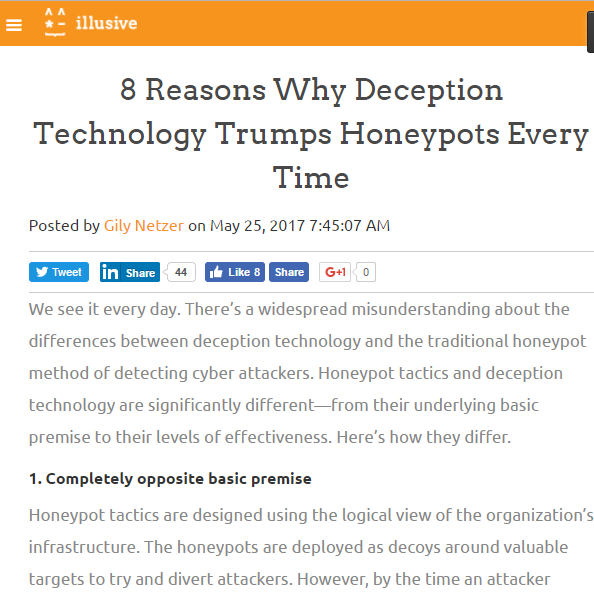 illusive
8 Reasons Why Deception
Technology Trumps Honeypots Every
Time
Posted by Gily Netzer on May 25, 2017 7:45:07 AM
Tweet in Share 44 Like 8 Share G+1 0
We see it every day. There’s a widespread misunderstanding about the
differences between deception technology and the traditional honeypot
method of detecting cyber attackers. Honeypot tactics and deception
technology are significantly different—from their underlying basic
premise to their levels of effectiveness. Here’s how they differ.
1. Completely opposite basic premise
Honeypot tactics are designed using the logical view of the organization’s
infrastructure. The honeypots are deployed as decoys around valuable
targets to try and divert attackers. However, by the time an attacker